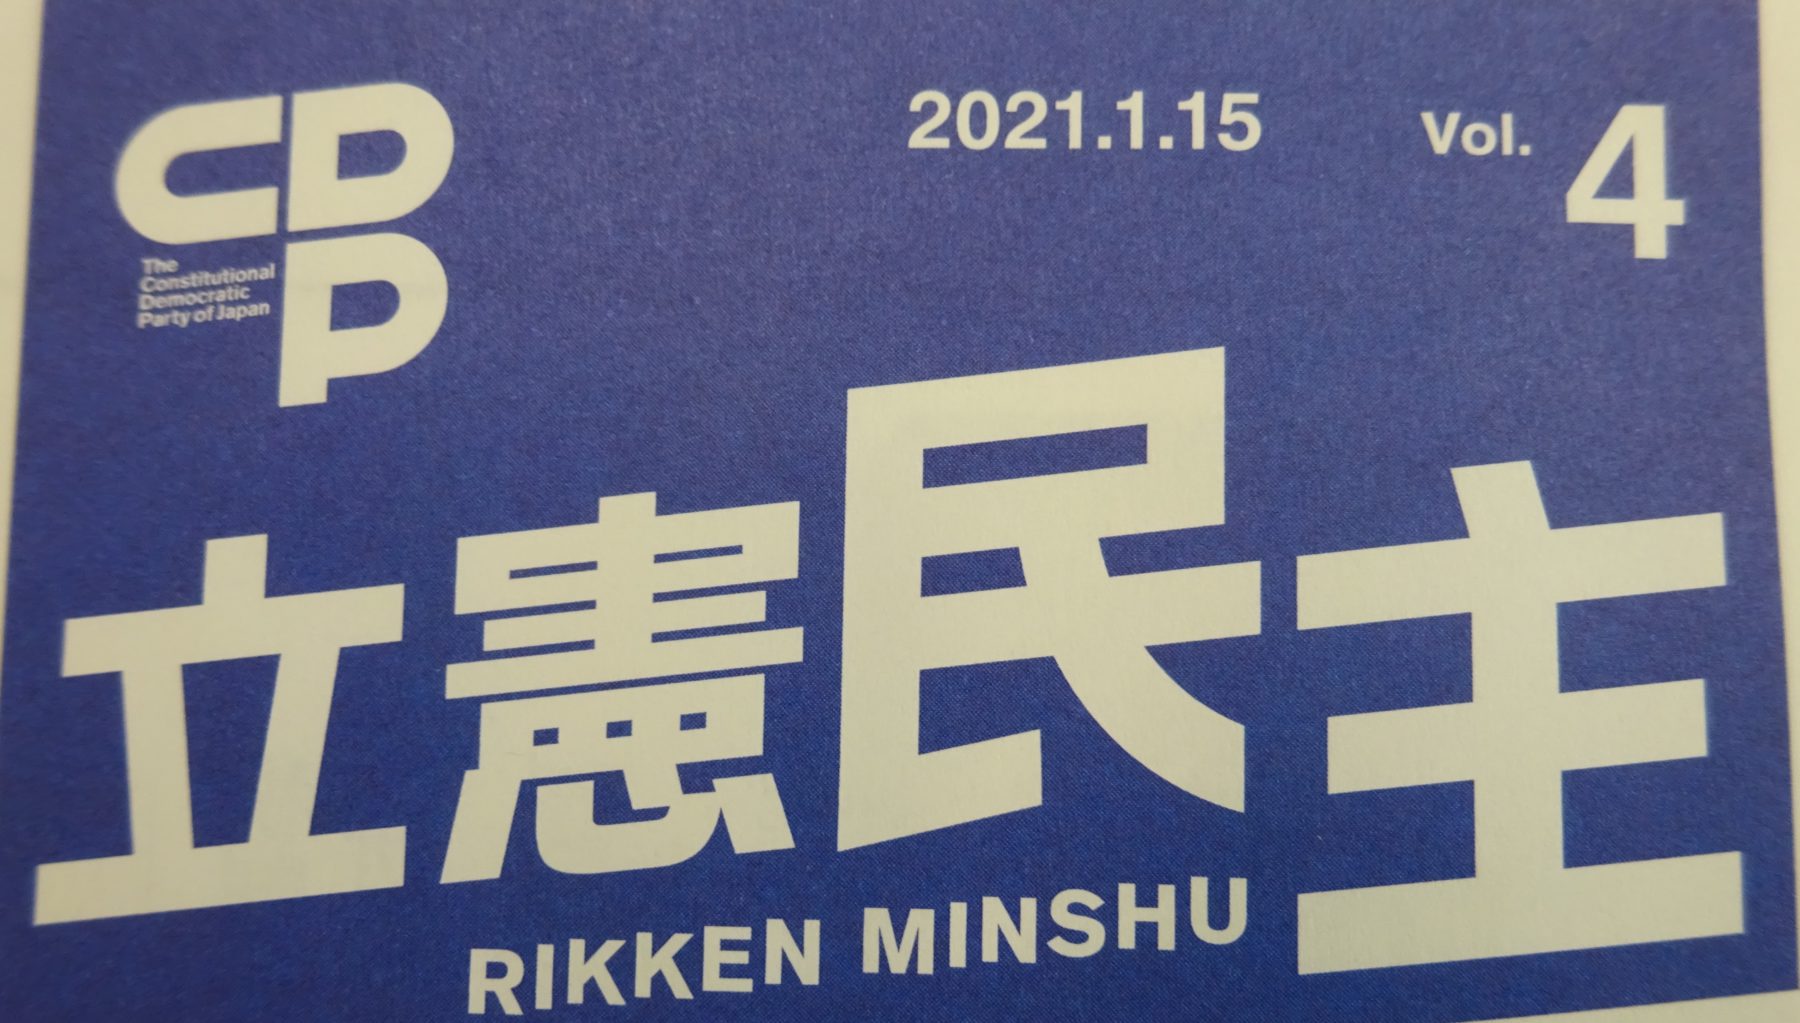 CDP
The
Constitutional
Democratic
Party of Japan
2021.1.15
Vol. 4
立憲民主
RIKKEN MINSHU